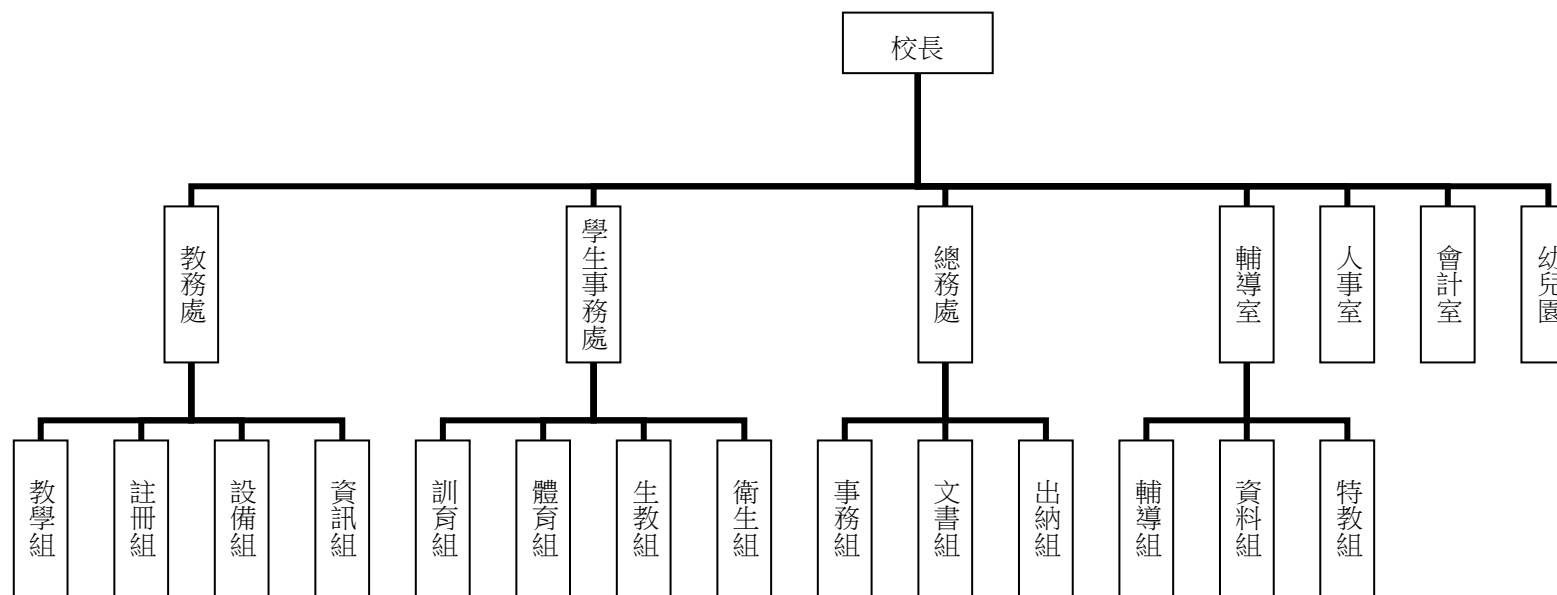 校長
教務處
學生事務處
總務處
輔導室
人事室
會計室
幼兒園
教學組
註冊組
設備組
資訊組
訓育組
體育組
生教組
衛生組
事務組
文書組
出納組
輔導組
資料組
特教組